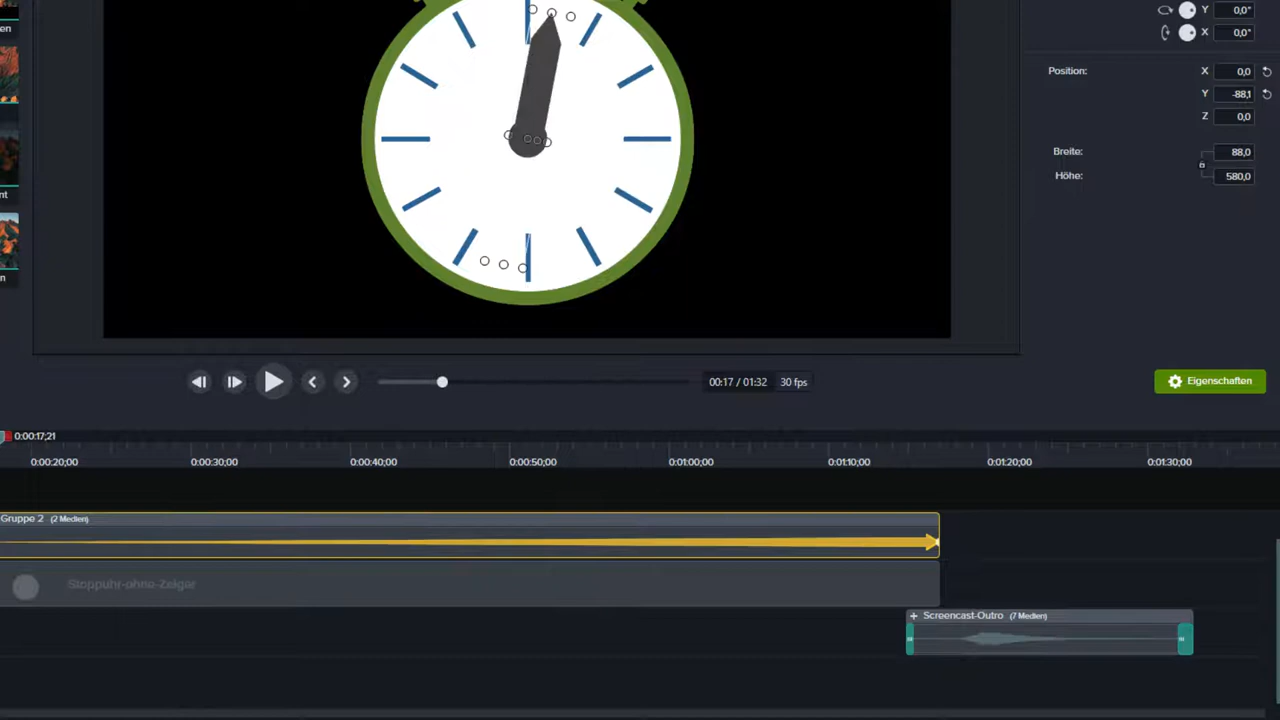 Y 0,0°
en
X 0,0°
Position: X 0,0
Y -88,1
Z 0,0
Breite: 88,0
Höhe: 580,0
nt
n
00:17 / 01:32 30 fps
Eigenschaften
0:00:17;21
0:00:20;00 0:00:30;00 0:00:40;00 0:00:50;00 0:01:00;00 0:01:10;00 0:01:20;00 0:01:30;00
Gruppe 2 (2 Medien)
Stoppuhr-ohne-Zeiger
+ Screencast-Outro (7 Medien)